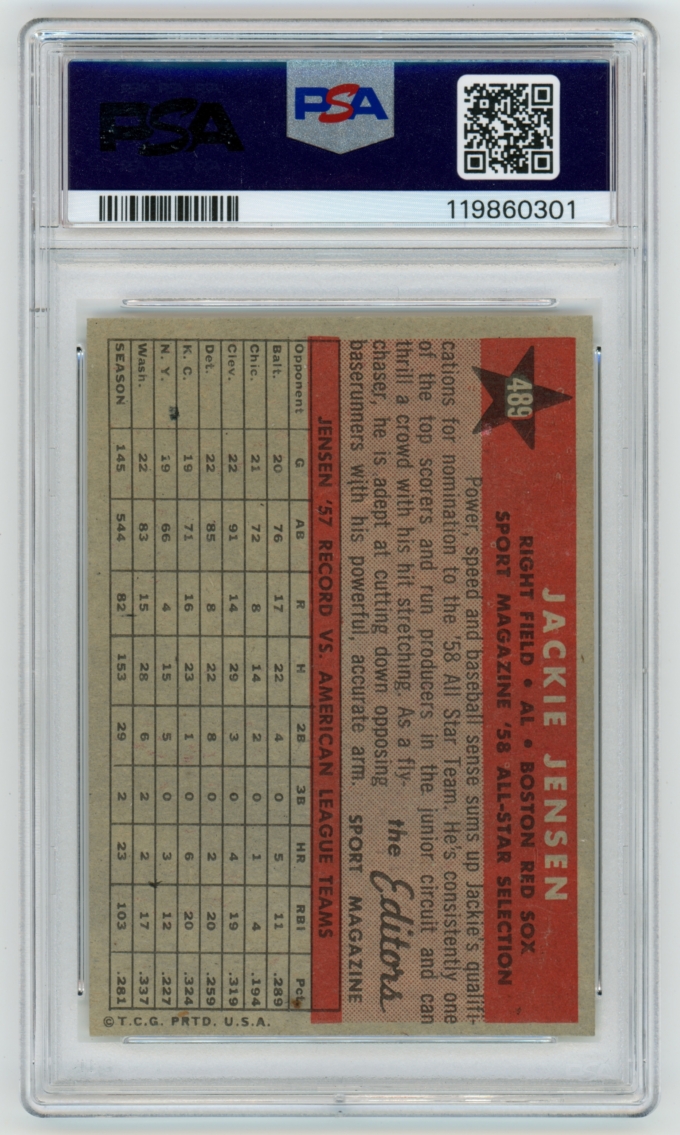 PSA
PSA
119860301
489
JACKIE JENSEN
RIGHT FIELD • AL • BOSTON RED SOX
SPORT MAGAZINE '58 ALL-STAR SELECTION
Power, speed and baseball sense sums up Jackie's qualifi-
cations for nomination to the '58 All Star Team. He's consistently one
of the top scorers and run producers in the junior circuit and can
thrill a crowd with his hit stretching. As a fly-
chaser, he is adept at cutting down opposing
baserunners with his powerful, accurate arm.
the Editors
SPORT MAGAZINE
JENSEN '57 RECORD VS. AMERICAN LEAGUE TEAMS
Opponent G AB R H 2B 3B HR RBI Pct.
Balt. 20 76 17 22 4 0 5 11 .289
Chic. 21 72 8 14 2 0 1 4 .194
Clev. 22 91 14 29 3 0 4 19 .319
Det. 22 85 8 22 8 0 2 20 .259
K. C. 19 71 16 23 1 0 6 20 .324
N. Y. 19 66 4 15 5 0 3 12 .227
Wash. 22 83 15 28 6 2 2 17 .337
SEASON 145 544 82 153 29 2 23 103 .281
©T.C.G. PRTD. U.S.A.